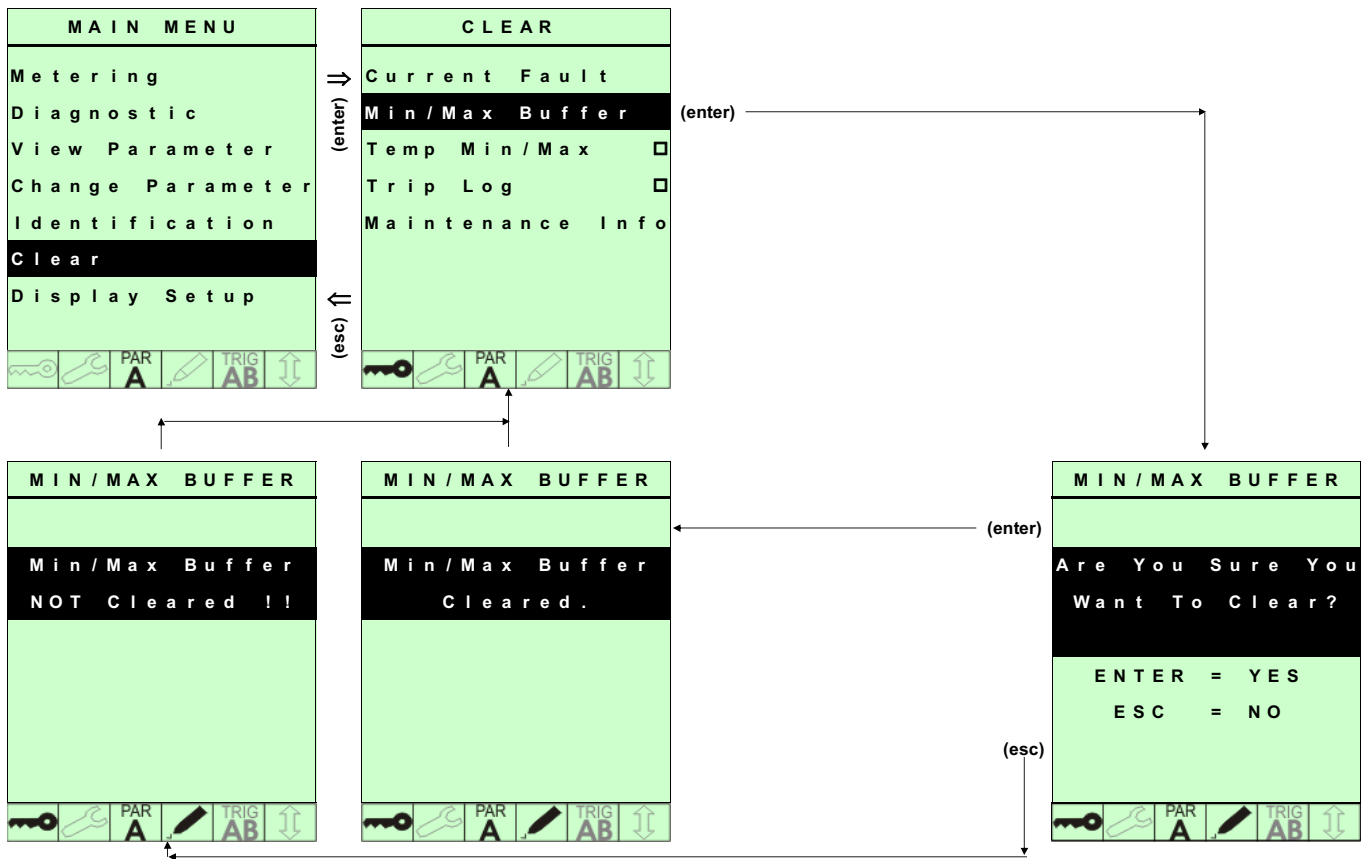 MAIN MENU
Metering
Diagnostic
View Parameter
Change Parameter
Identification
Clear
Display Setup
PAR
A
TRIG
AB
(enter)
(esc)
CLEAR
Current Fault
Min/Max Buffer
Temp Min/Max
Trip Log
Maintenance Info
PAR
A
TRIG
AB
(enter)
MIN/MAX BUFFER
Min/Max Buffer
NOT Cleared !!
PAR
A
TRIG
AB
MIN/MAX BUFFER
Min/Max Buffer
Cleared.
PAR
A
TRIG
AB
(enter)
(esc)
MIN/MAX BUFFER
Are You Sure You
Want To Clear?
ENTER = YES
ESC = NO
PAR
A
TRIG
AB